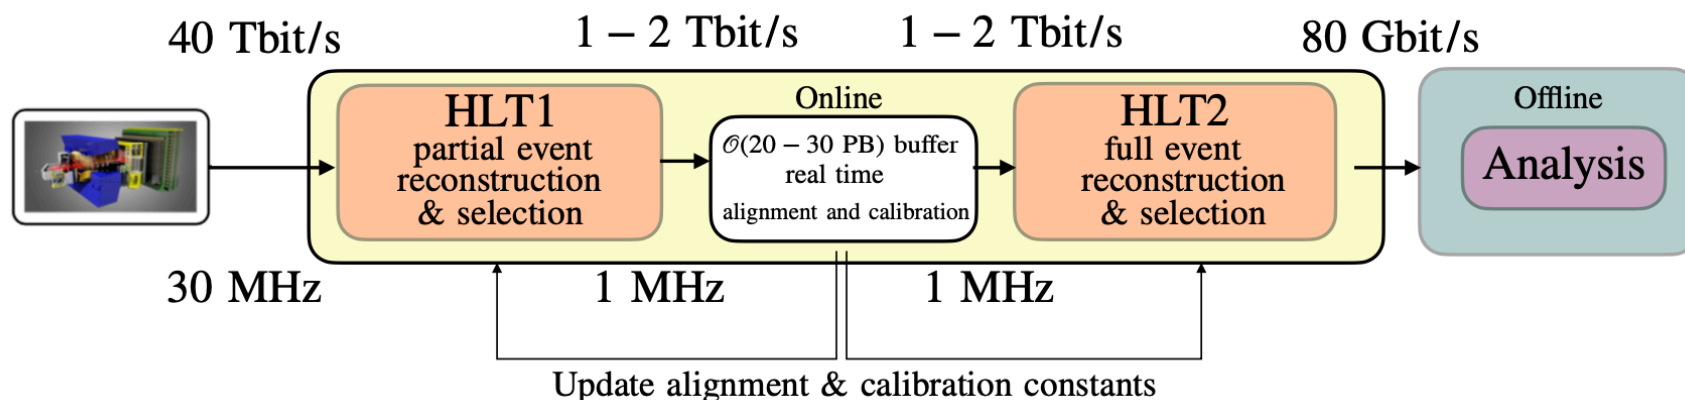 40 Tbit/s
1 – 2 Tbit/s
1 – 2 Tbit/s
80 Gbit/s
HLT1
partial event
reconstruction
& selection
Online
𝒪(20 – 30 PB) buffer
real time
alignment and calibration
HLT2
full event
reconstruction
& selection
Offline
Analysis
30 MHz
1 MHz
1 MHz
Update alignment & calibration constants